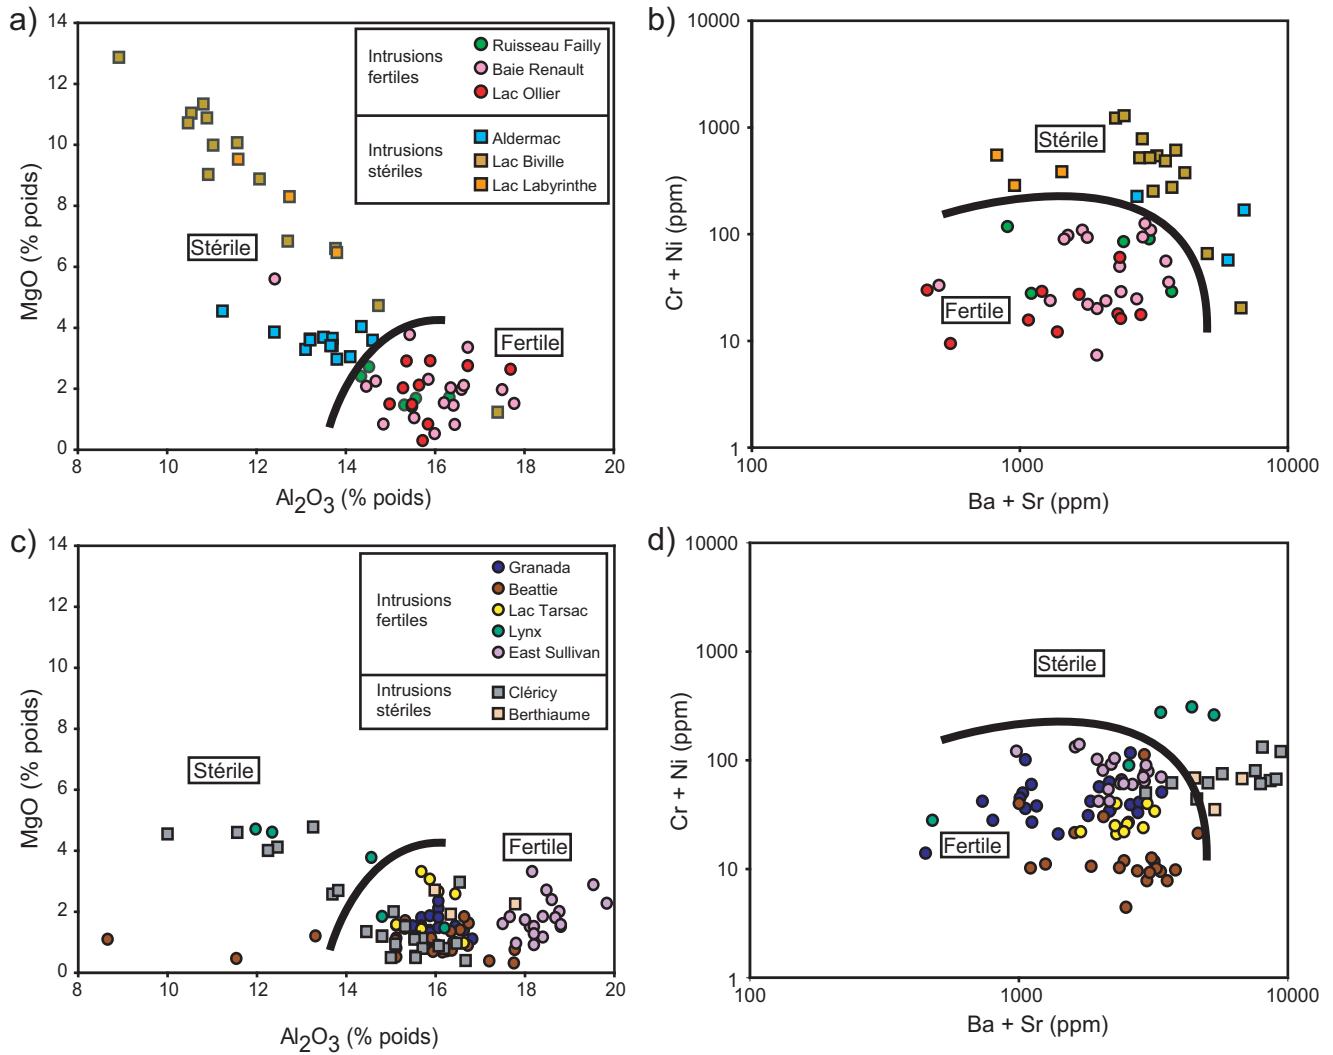 a)
14
12
10
8
6
4
2
0
MgO (% poids)
8
10
12
14
16
18
20
Al₂O₃ (% poids)
Stérile
Fertile
Intrusions
fertiles
Ruisseau Failly
Baie Renault
Lac Ollier
Intrusions
stériles
Aldermac
Lac Biville
Lac Labyrinthe
b)
10000
1000
100
10
1
Cr + Ni (ppm)
100
1000
10000
Ba + Sr (ppm)
Stérile
Fertile
c)
14
12
10
8
6
4
2
0
MgO (% poids)
8
10
12
14
16
18
20
Al₂O₃ (% poids)
Stérile
Fertile
Intrusions
fertiles
Granada
Beattie
Lac Tarsac
Lynx
East Sullivan
Intrusions
stériles
Cléricy
Berthiaume
d)
10000
1000
100
10
1
Cr + Ni (ppm)
100
1000
10000
Ba + Sr (ppm)
Stérile
Fertile